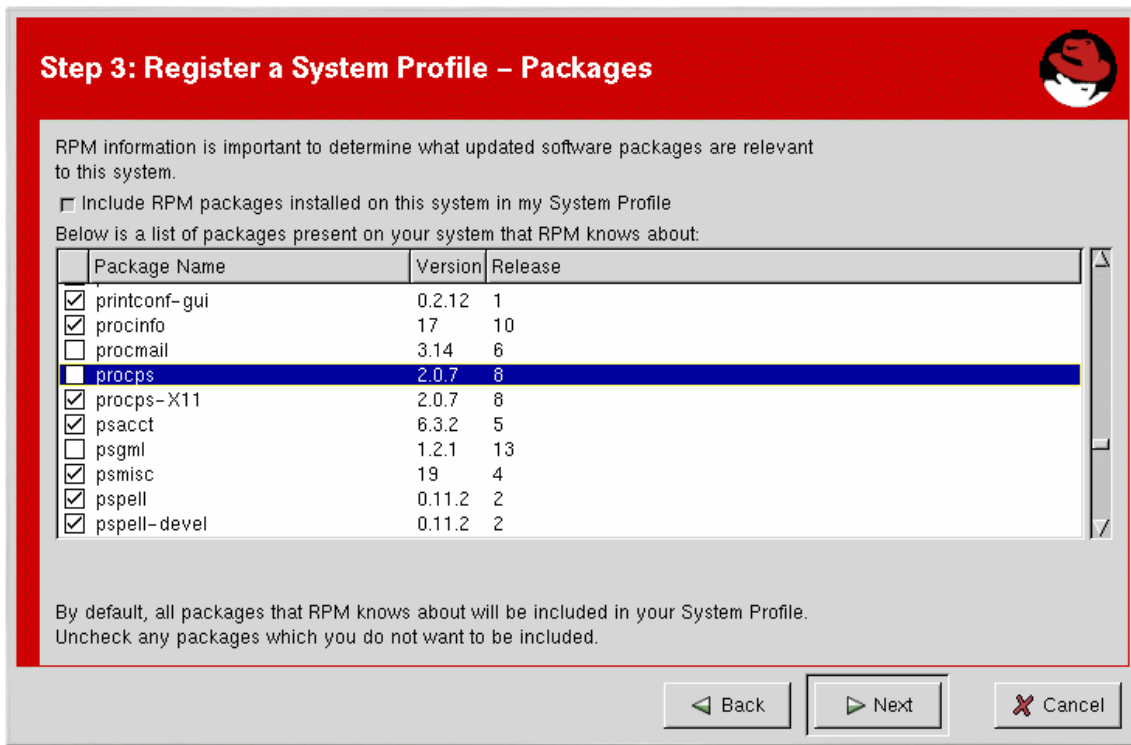 Step 3: Register a System Profile – Packages
RPM information is important to determine what updated software packages are relevant
to this system.
Include RPM packages installed on this system in my System Profile
Below is a list of packages present on your system that RPM knows about:
Package Name Version Release
printconf-gui 0.2.12 1
procinfo 17 10
procmail 3.14 6
procps 2.0.7 8
procps-X11 2.0.7 8
psacct 6.3.2 5
psgml 1.2.1 13
psmisc 19 4
pspell 0.11.2 2
pspell-devel 0.11.2 2
By default, all packages that RPM knows about will be included in your System Profile.
Uncheck any packages which you do not want to be included.
Back Next Cancel